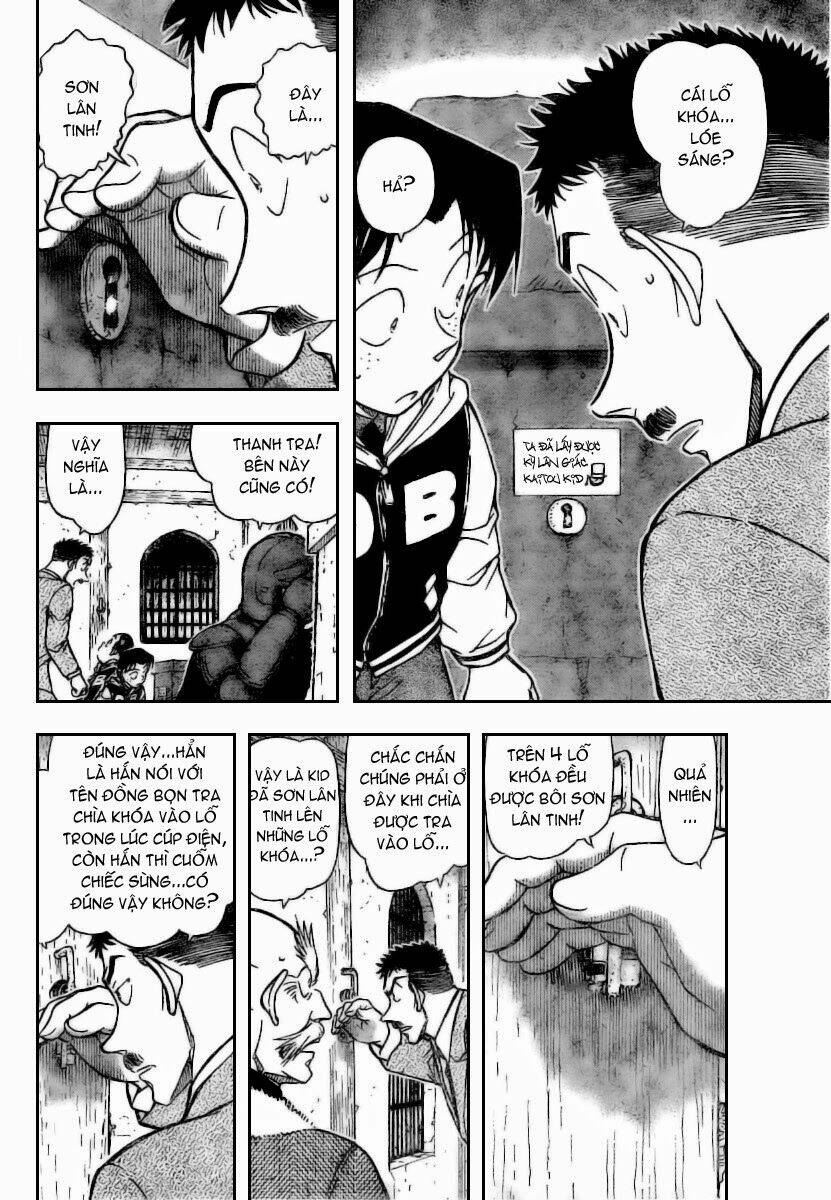 CÁI LỖ
KHÓA...
LÓE
SÁNG?
HẢ?
TA ĐÃ LẤY ĐƯỢC
KỲ LÂN GIÁC
KAITOU KID
B
ĐÂY
LÀ...
SƠN
LÂN
TINH!
THANH TRA!
BÊN NÀY
CŨNG CÓ!
VẬY
NGHĨA
LÀ...
QUẢ
NHIÊN
...
TRÊN 4 LỖ
KHÓA ĐỀU
ĐƯỢC BÔI SƠN
LÂN TINH!
CHẮC CHẮN
CHÚNG PHẢI Ở
ĐÂY KHI CHÌA
ĐƯỢC TRA
VÀO LỖ...
VẬY LÀ KID
ĐÃ SƠN LÂN
TINH LÊN
NHỮNG LỖ
KHÓA...?
ĐÚNG VẬY...HẲN
LÀ HẮN NÓI VỚI
TÊN ĐỒNG BỌN TRA
CHÌA KHÓA VÀO LỖ
TRONG LÚC CÚP ĐIỆN,
CÒN HẮN THÌ CUỖM
CHIẾC SỪNG...CÓ
ĐÚNG VẬY KHÔNG?